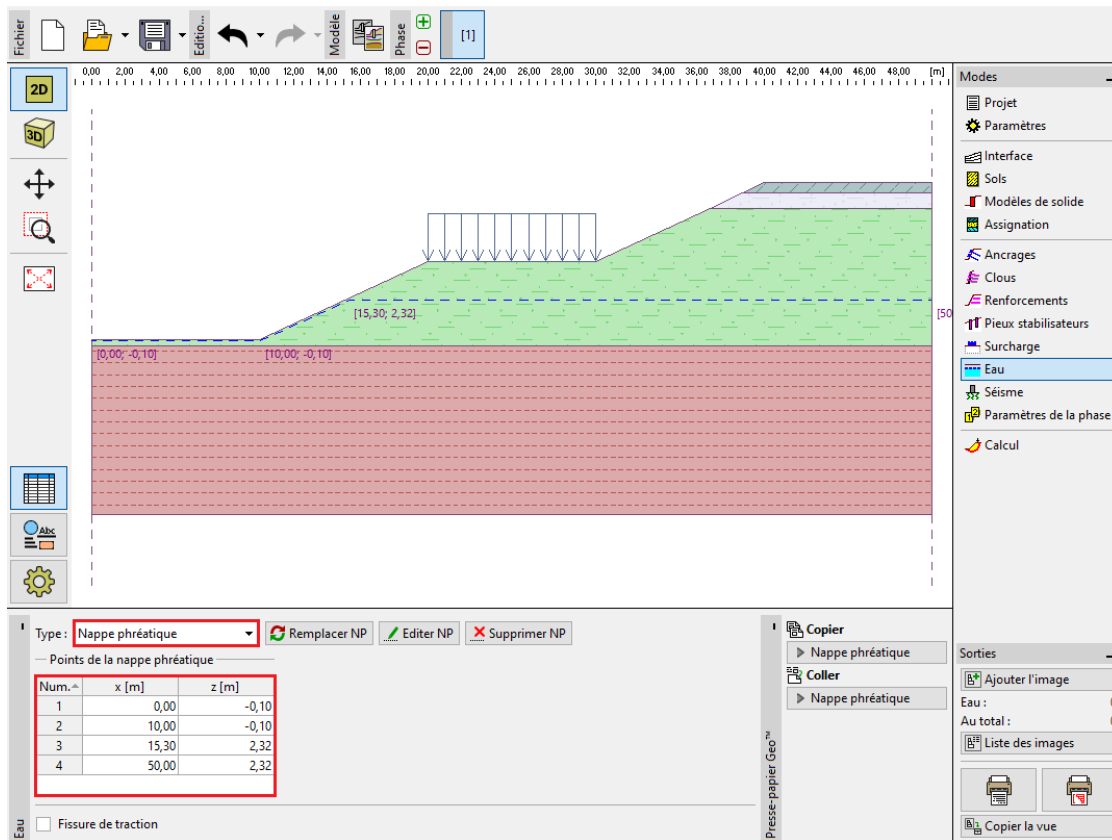 Fichier
Editio...
Modèle
Phase
[1]
2D
3D
0,00 2,00 4,00 6,00 8,00 10,00 12,00 14,00 16,00 18,00 20,00 22,00 24,00 26,00 28,00 30,00 32,00 34,00 36,00 38,00 40,00 42,00 44,00 46,00 48,00 [m]
[15,30; 2,32]
[50
[0,00; -0,10] [10,00; -0,10]
Abc
Modes
Projet
Paramètres
Interface
Sols
Modèles de solide
Assignation
Ancrages
Clous
Renforcements
Pieux stabilisateurs
Surcharge
Eau
Séisme
Paramètres de la phase
Calcul
Eau
Type : Nappe phréatique Remplacer NP Editer NP Supprimer NP
Points de la nappe phréatique
Num. x [m] z [m]
1 0,00 -0,10
2 10,00 -0,10
3 15,30 2,32
4 50,00 2,32
Fissure de traction
Presse-papier Geo™
Copier
Nappe phréatique
Coller
Nappe phréatique
Sorties
Ajouter l'image
Eau :
Au total :
Liste des images
Copier la vue